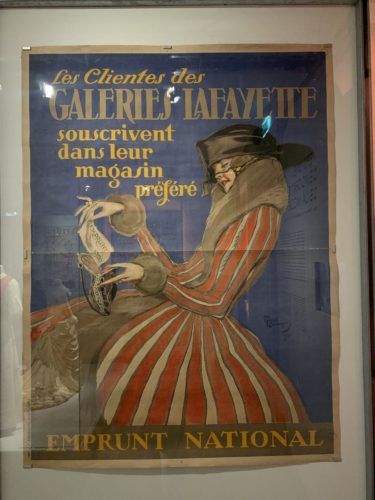 Les Clientes des
GALERIES LAFAYETTE
souscrivent
dans leur
magasin
préféré
EMPRUNT NATIONAL